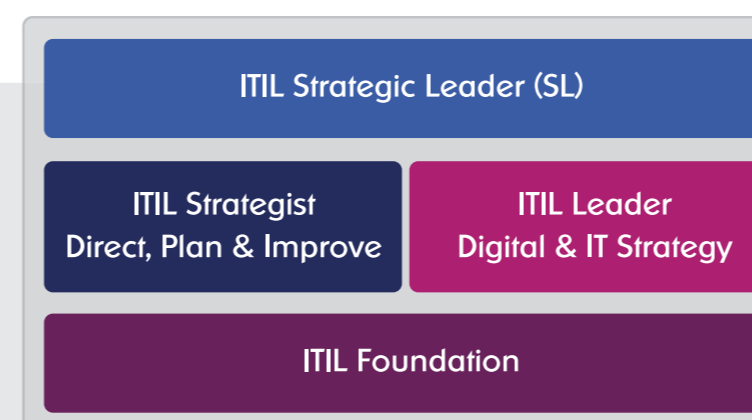 ITIL Strategic Leader (SL)
ITIL Strategist
Direct, Plan & Improve
ITIL Leader
Digital & IT Strategy
ITIL Foundation